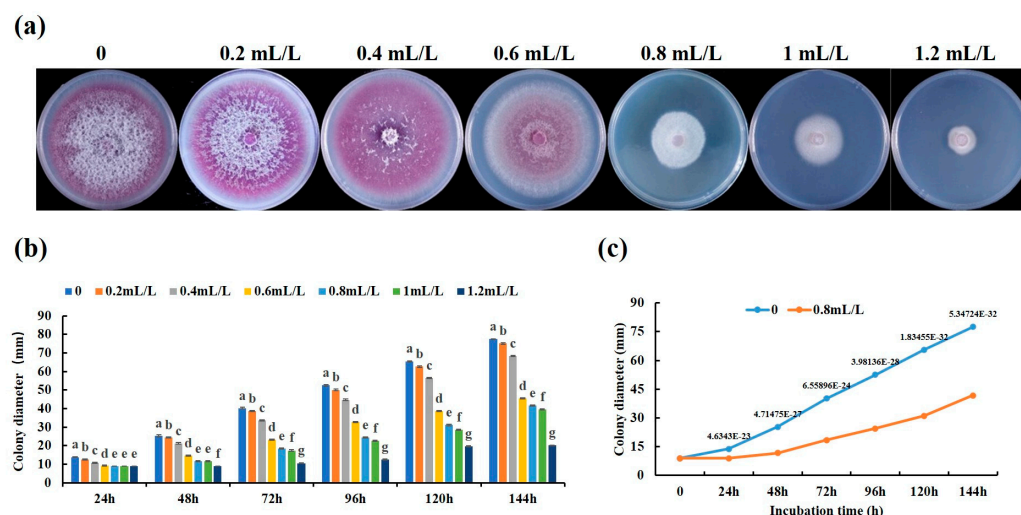 (a)
0 0.2 mL/L 0.4 mL/L 0.6 mL/L 0.8 mL/L 1 mL/L 1.2 mL/L
(b)
0 0.2mL/L 0.4mL/L 0.6mL/L 0.8mL/L 1mL/L 1.2mL/L
Colony diameter (mm)
90
80
70
60
50
40
30
20
10
0
a b c d e e e
a b c d e e g
a b c d e f g
a b c d e f g
a b c d e f g
a b c d e f g
24h 48h 72h 96h 120h 144h
(c)
0 0.8mL/L
Colony diameter (mm)
90
75
60
45
30
15
0
4.6343E-23
4.71475E-27
6.55896E-24
3.98136E-28
1.83455E-32
5.34724E-32
0 24h 48h 72h 96h 120h 144h
Incubation time (h)